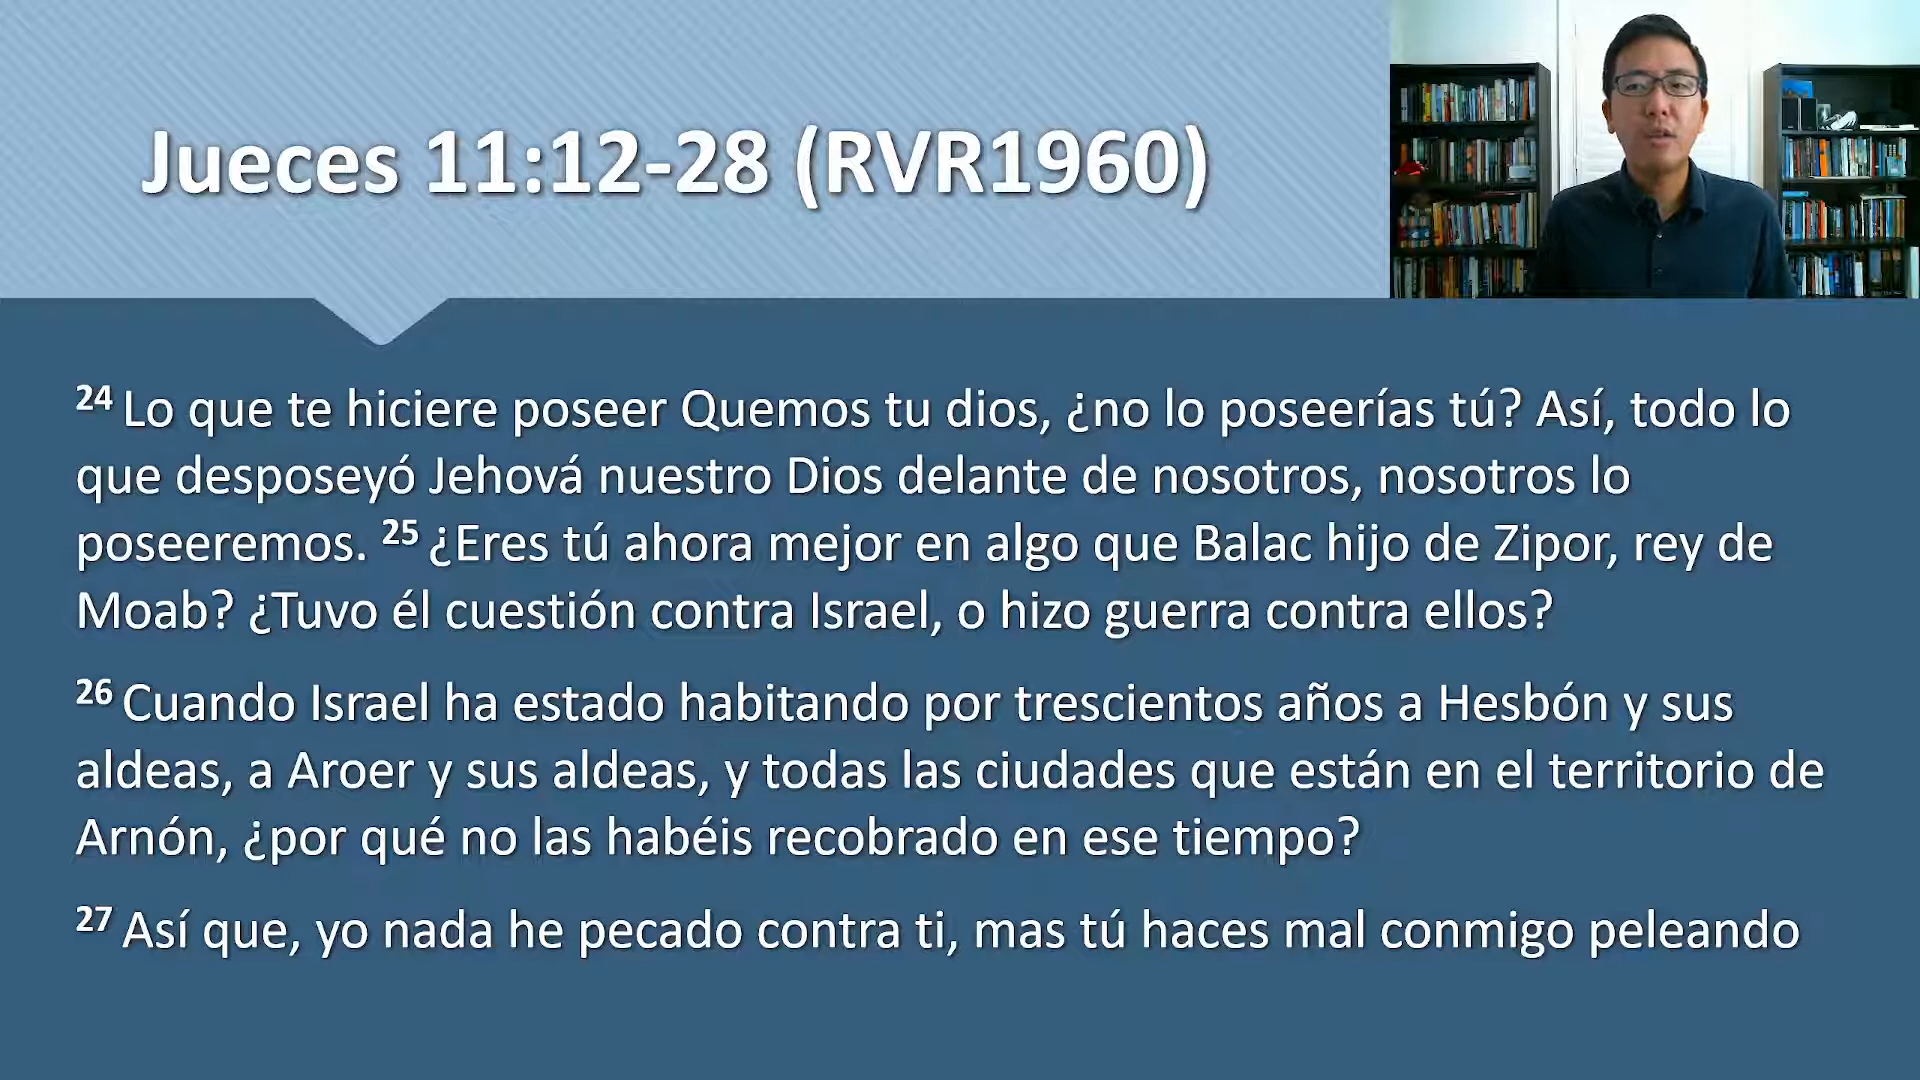 Jueces 11:12-28 (RVR1960)
24 Lo que te hiciere poseer Quemos tu dios, ¿no lo poseerías tú? Así, todo lo
que desposeyó Jehová nuestro Dios delante de nosotros, nosotros lo
poseeremos. 25 ¿Eres tú ahora mejor en algo que Balac hijo de Zipor, rey de
Moab? ¿Tuvo él cuestión contra Israel, o hizo guerra contra ellos?
26 Cuando Israel ha estado habitando por trescientos años a Hesbón y sus
aldeas, a Aroer y sus aldeas, y todas las ciudades que están en el territorio de
Arnón, ¿por qué no las habéis recobrado en ese tiempo?
27 Así que, yo nada he pecado contra ti, mas tú haces mal conmigo peleando